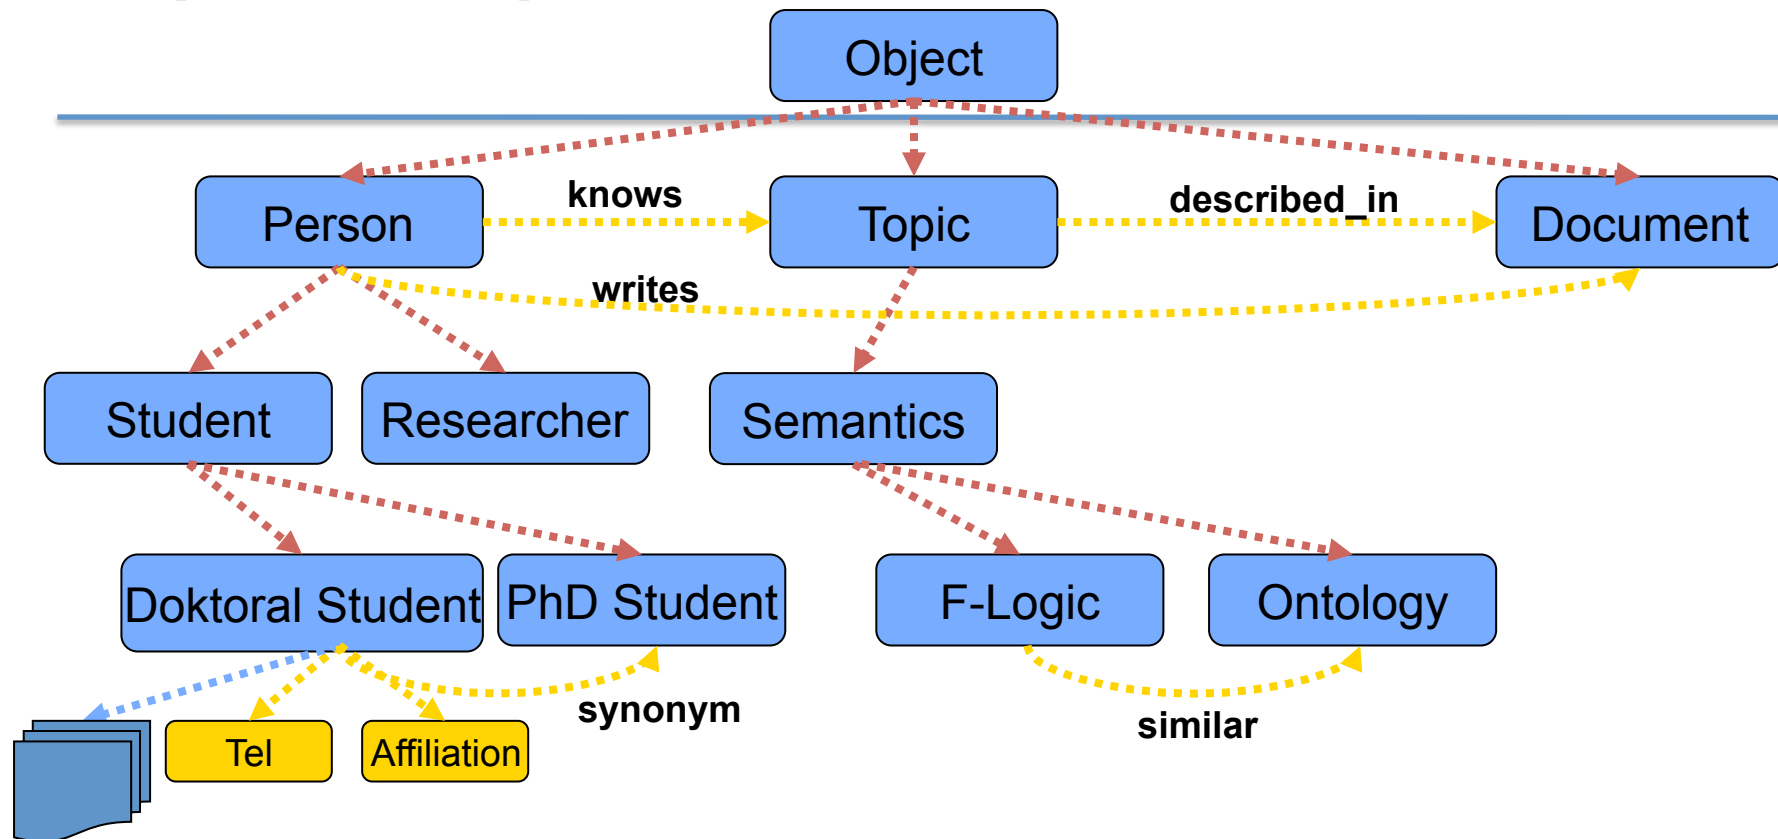 Object
knows
described_in
Person
Topic
Document
writes
Student
Researcher
Semantics
Doktoral Student
PhD Student
F-Logic
Ontology
synonym
similar
Tel
Affiliation